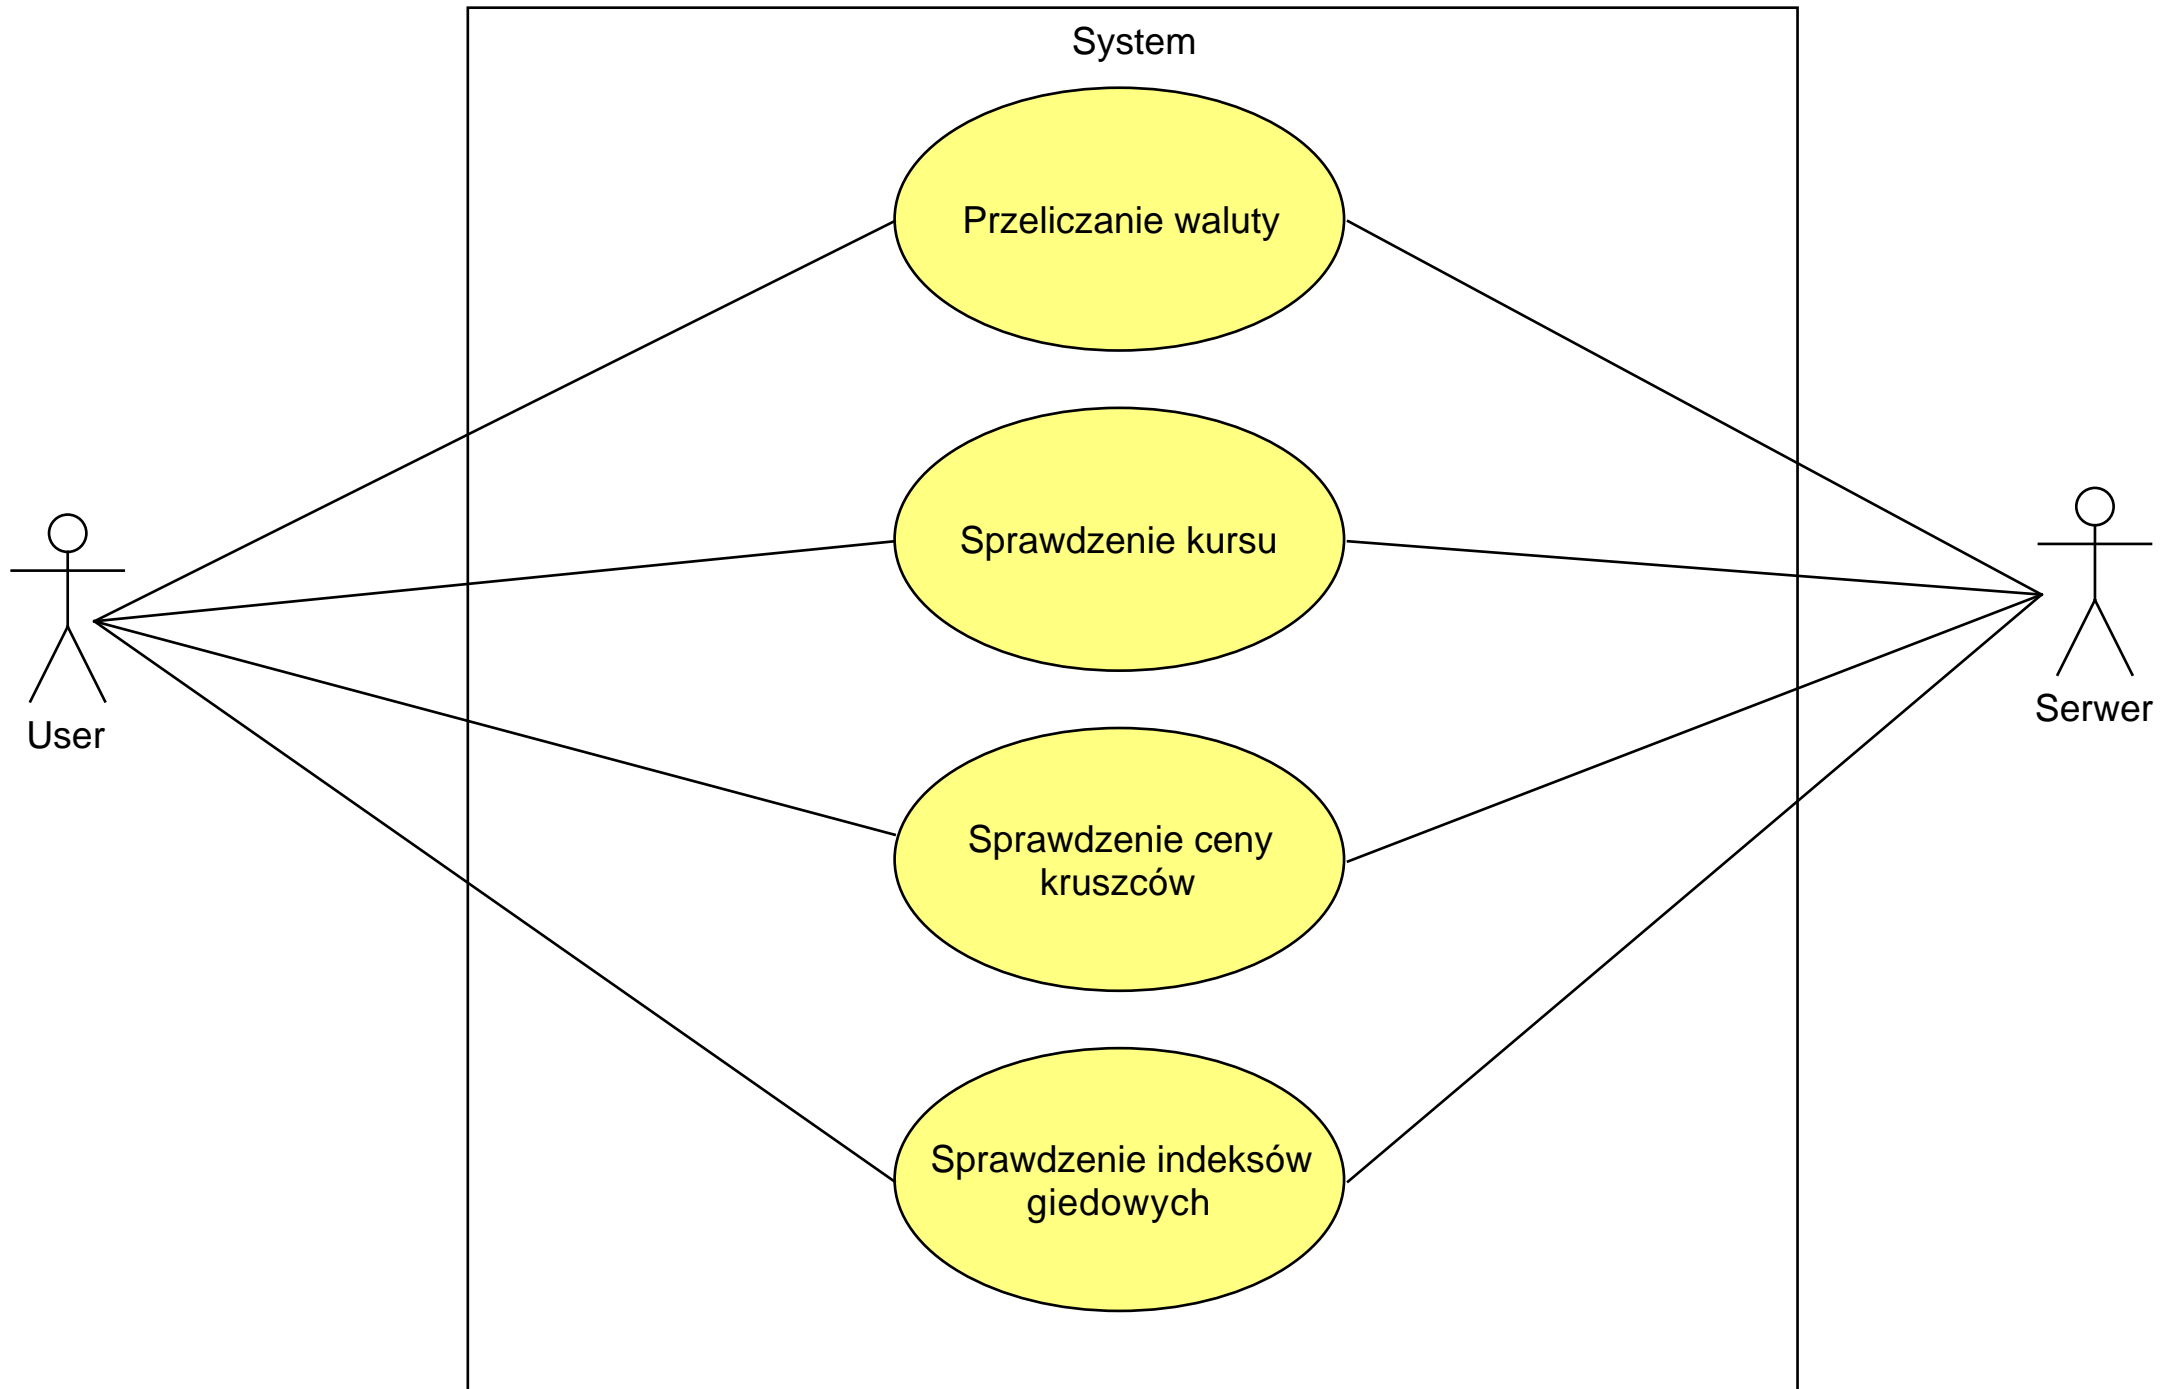 System
Przeliczanie waluty
Sprawdzenie kursu
User
Serwer
Sprawdzenie ceny
kruszców
Sprawdzenie indeksów
giedowych